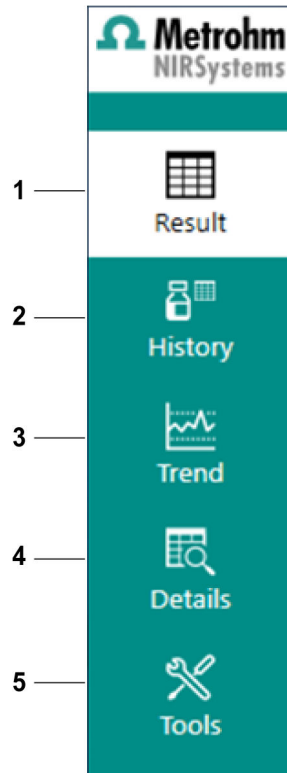 Metrohm
NIRSystems
1
Result
2
History
3
Trend
4
Details
5
Tools